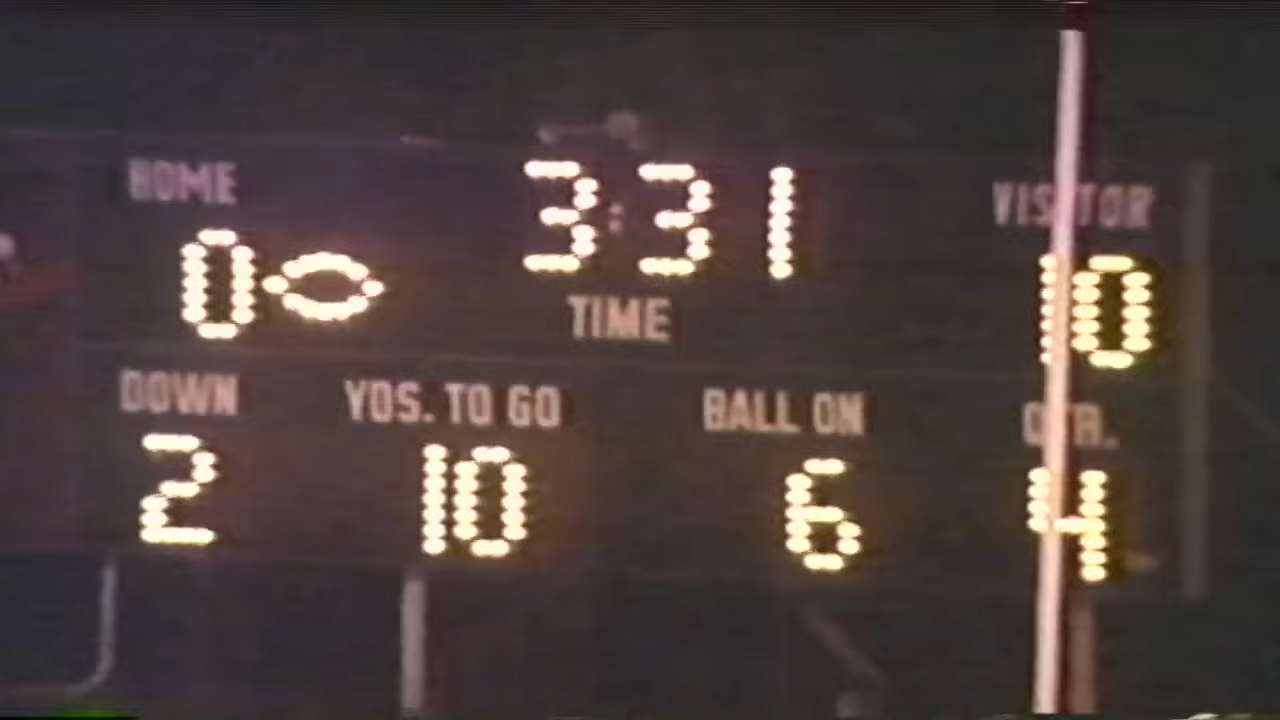 HOME 3:31 VISITOR
0 10
TIME
DOWN YDS. TO GO BALL ON QTR.
2 10 6 4